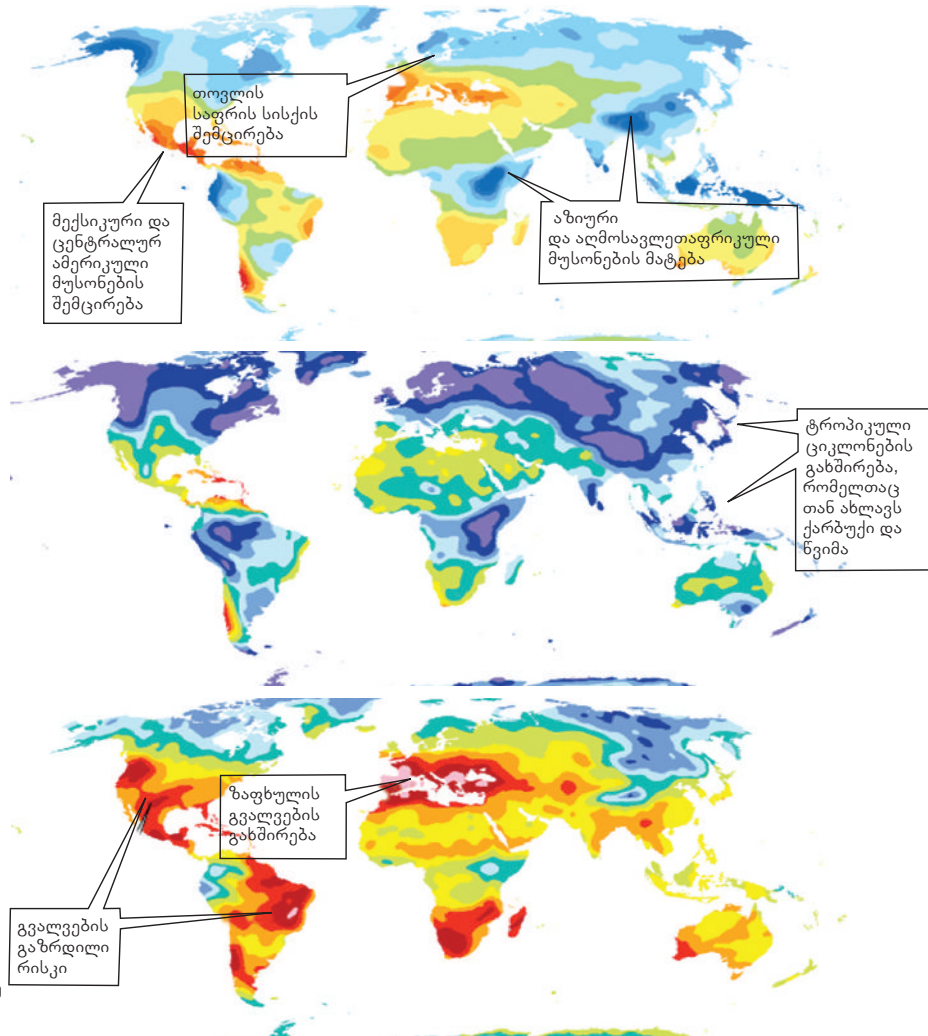 თოვლის
საფრის სისქის
შემცირება
მექსიკური და
ცენტრალურ
ამერიკული
მუსონების
შემცირება
აზიური
და აღმოსავლეთაფრიკული
მუსონების მატება
ტროპიკული
ციკლონების
გახშირება,
რომელთაც
თან ახლავს
ქარბუქი და
წვიმა
ზაფხულის
გვალვების
გახშირება
გვალვების
გაზრდილი
რისკი